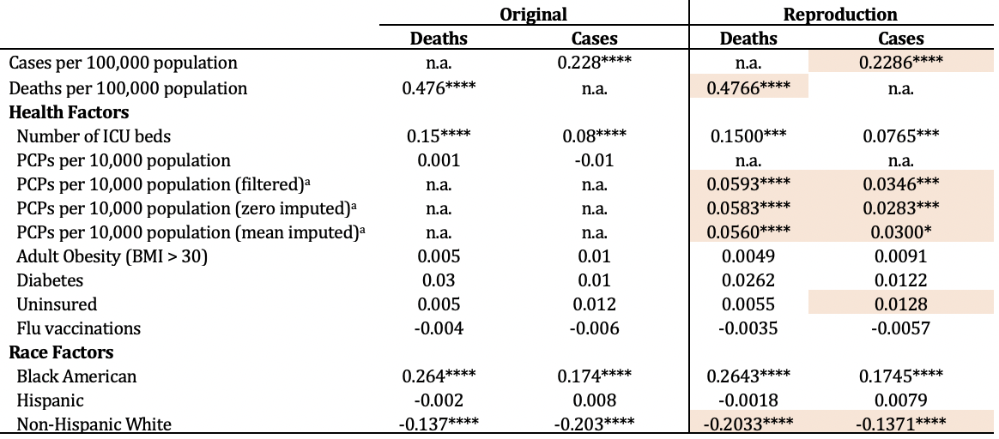 Original Reproduction
Deaths Cases Deaths Cases
Cases per 100,000 population n.a. 0.228**** n.a. 0.2286****
Deaths per 100,000 population 0.476**** n.a. 0.4766**** n.a.
Health Factors
Number of ICU beds 0.15**** 0.08**** 0.1500*** 0.0765***
PCPs per 10,000 population 0.001 -0.01 n.a. n.a.
PCPs per 10,000 population (filtered)ᵃ n.a. n.a. 0.0593**** 0.0346***
PCPs per 10,000 population (zero imputed)ᵃ n.a. n.a. 0.0583**** 0.0283***
PCPs per 10,000 population (mean imputed)ᵃ n.a. n.a. 0.0560**** 0.0300*
Adult Obesity (BMI > 30) 0.005 0.01 0.0049 0.0091
Diabetes 0.03 0.01 0.0262 0.0122
Uninsured 0.005 0.012 0.0055 0.0128
Flu vaccinations -0.004 -0.006 -0.0035 -0.0057
Race Factors
Black American 0.264**** 0.174**** 0.2643**** 0.1745****
Hispanic -0.002 0.008 -0.0018 0.0079
Non-Hispanic White -0.137**** -0.203**** -0.2033**** -0.1371****